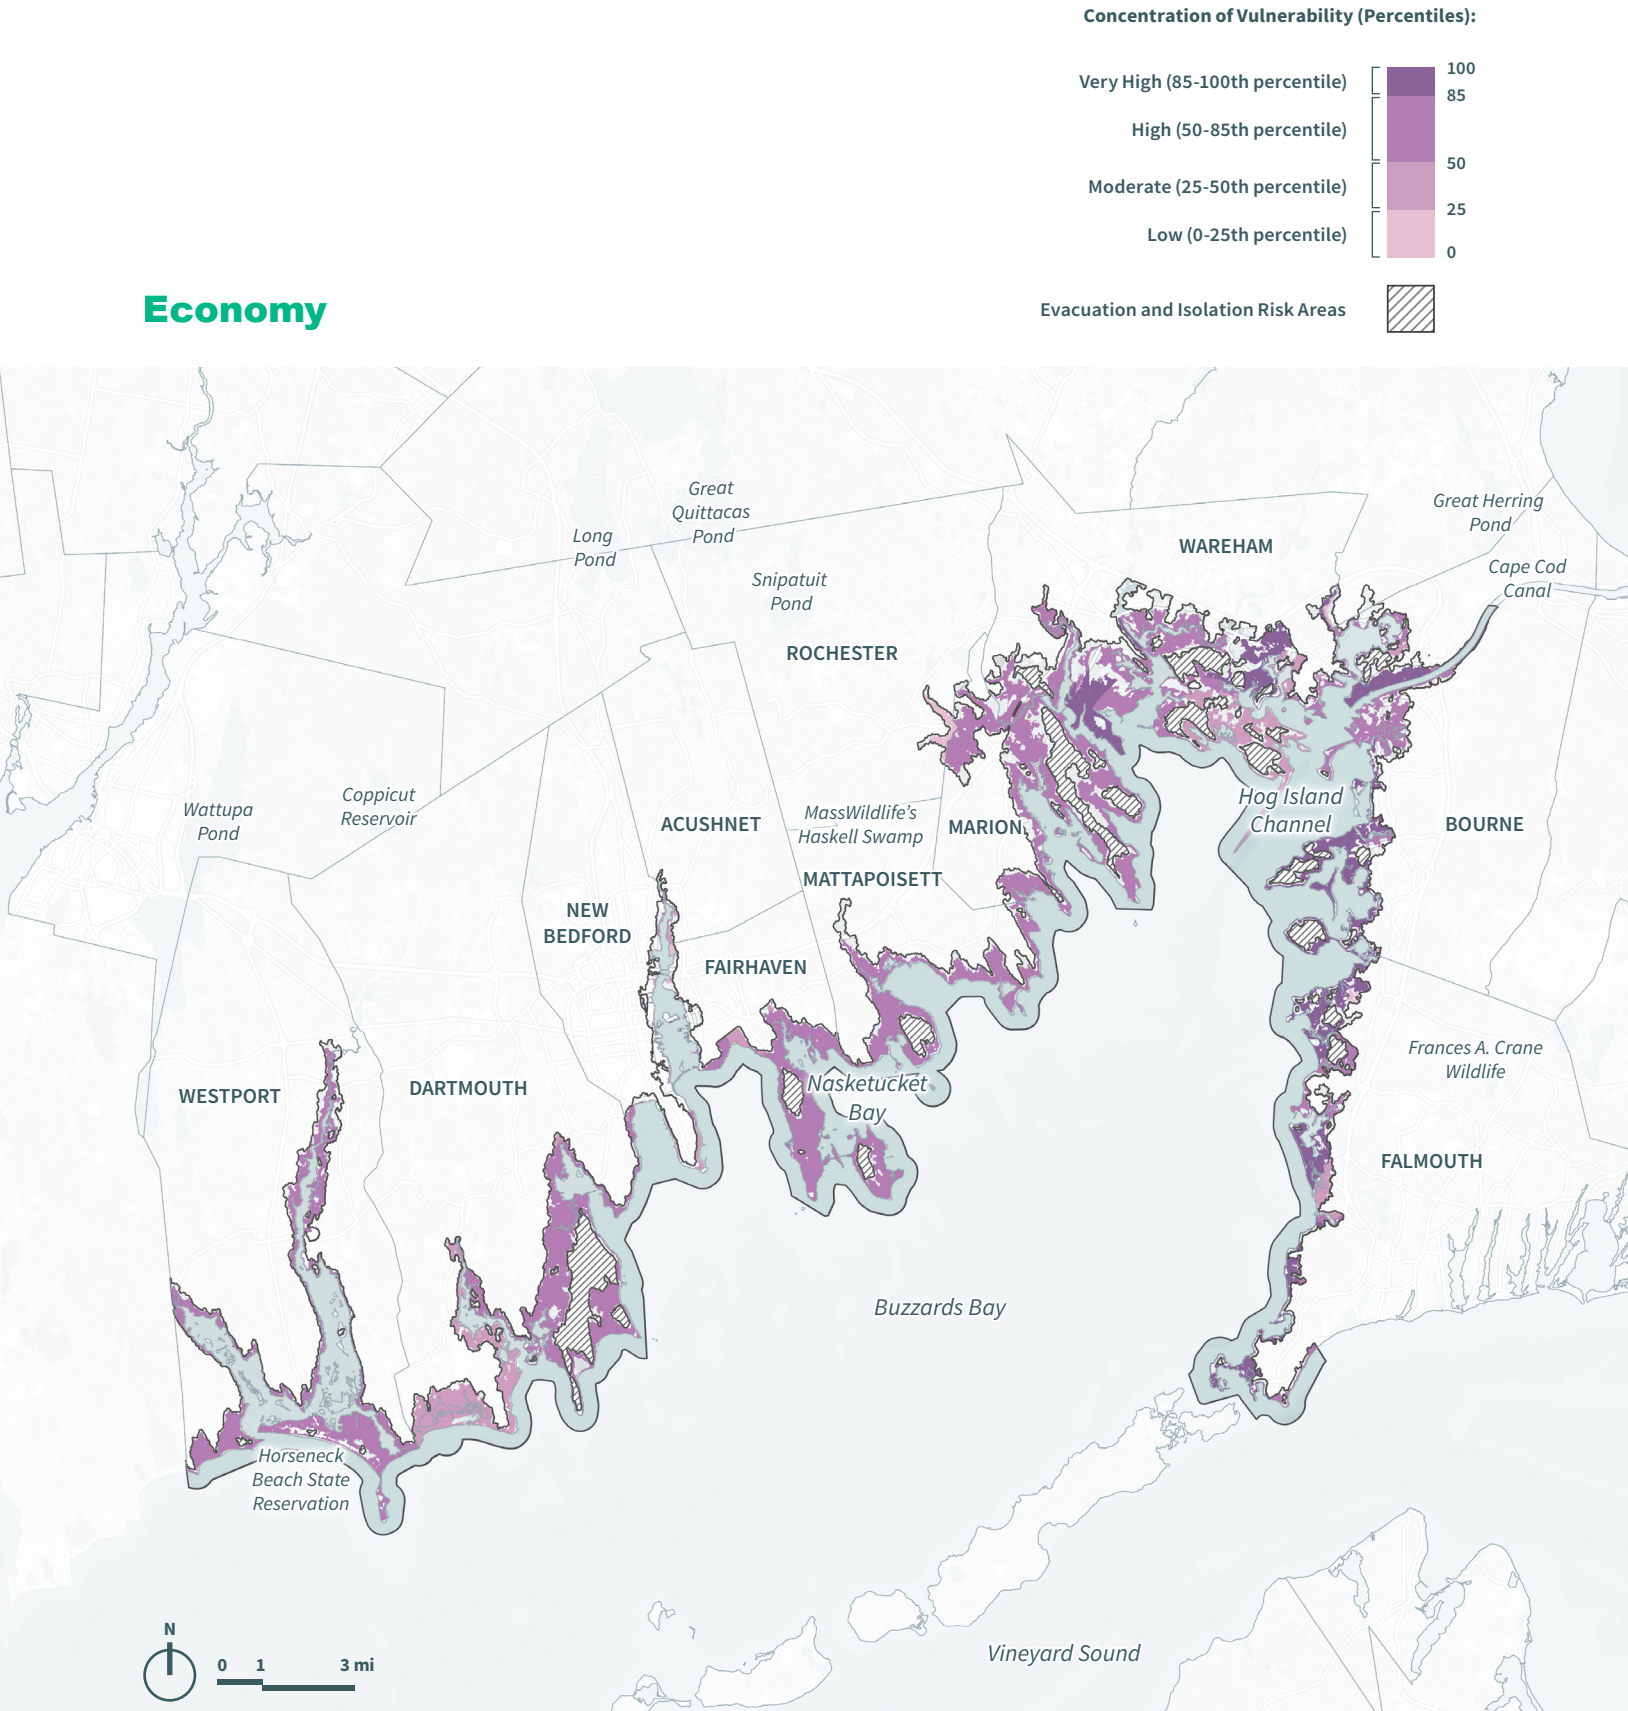 Concentration of Vulnerability (Percentiles):
Very High (85-100th percentile)
100
85
High (50-85th percentile)
50
Moderate (25-50th percentile)
25
Low (0-25th percentile)
0
Evacuation and Isolation Risk Areas
Economy
Great
Quittacas
Pond
Long
Pond
Great Herring
Pond
WAREHAM
Cape Cod
Canal
Snipatuit
Pond
ROCHESTER
Wattupa
Pond
Coppicut
Reservoir
ACUSHNET
MassWildlife's
Haskell Swamp
MARION
Hog Island
Channel
BOURNE
MATTAPOISETT
NEW
BEDFORD
FAIRHAVEN
Frances A. Crane
Wildlife
WESTPORT
DARTMOUTH
Nasketucket
Bay
FALMOUTH
Buzzards Bay
Horseneck
Beach State
Reservation
Vineyard Sound
N
0 1 3 mi